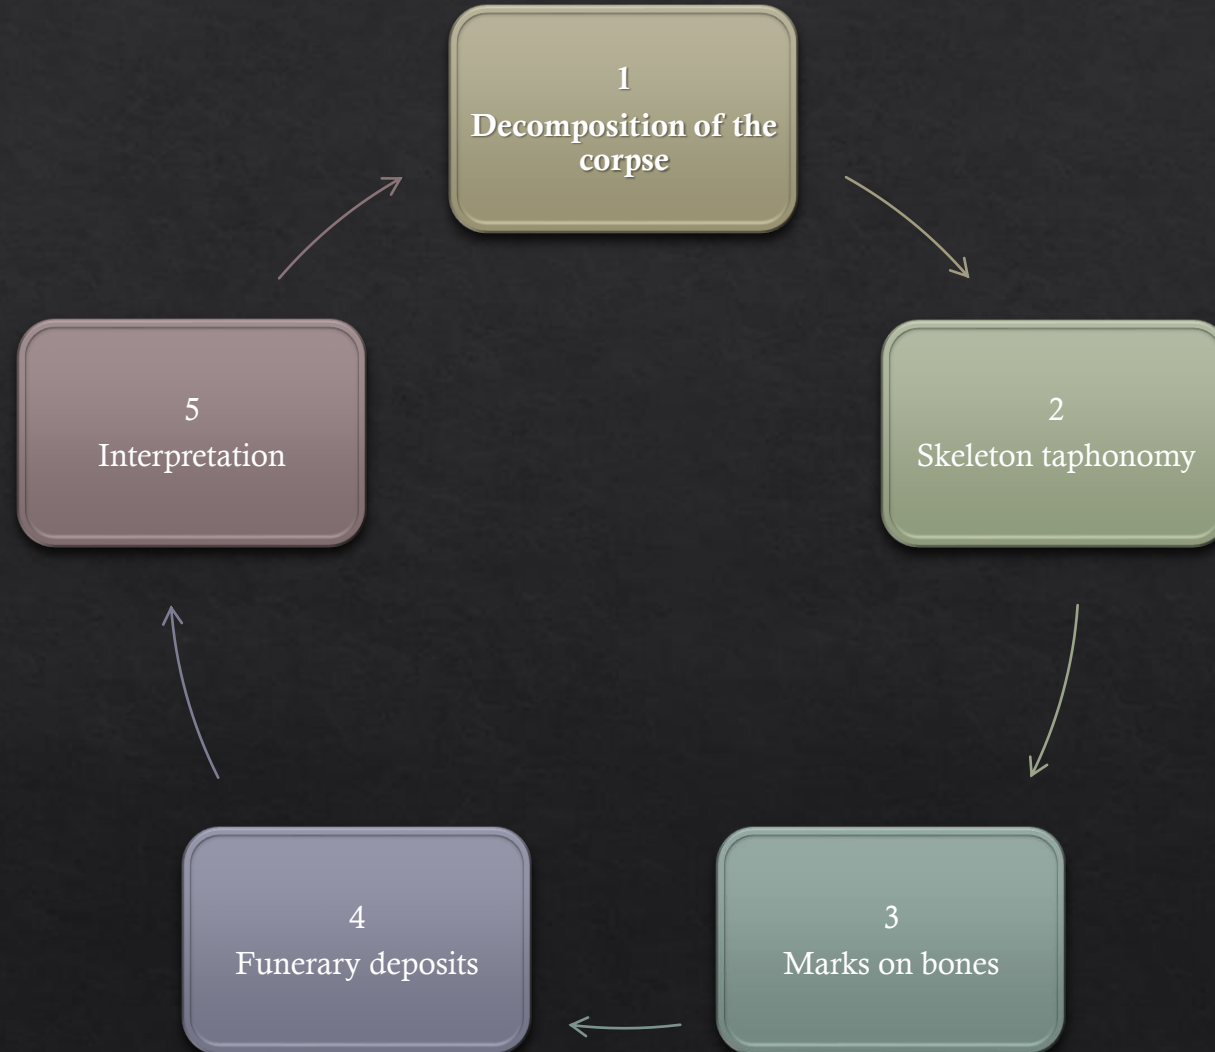 1
Decomposition of the
corpse
2
Skeleton taphonomy
3
Marks on bones
4
Funerary deposits
5
Interpretation